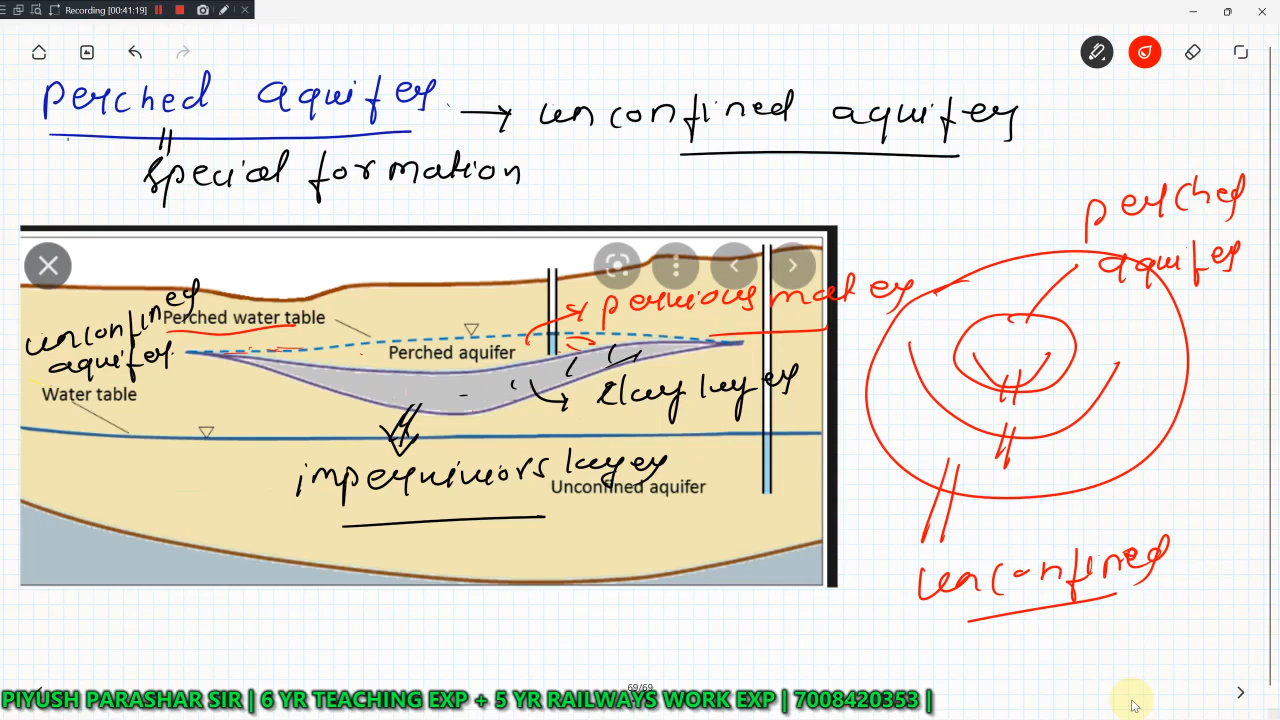 Recording [00:41:19]
perched aquifer → unconfined aquifer
special formation
perched
aquifer
unconfined
aquifer
Perched water table
pervious mater
Perched aquifer
Water table
clay layer
impervious layer
Unconfined aquifer
unconfined
69/69
PIYUSH PARASHAR SIR | 6 YR TEACHING EXP + 5 YR RAILWAYS WORK EXP | 7008420353 |